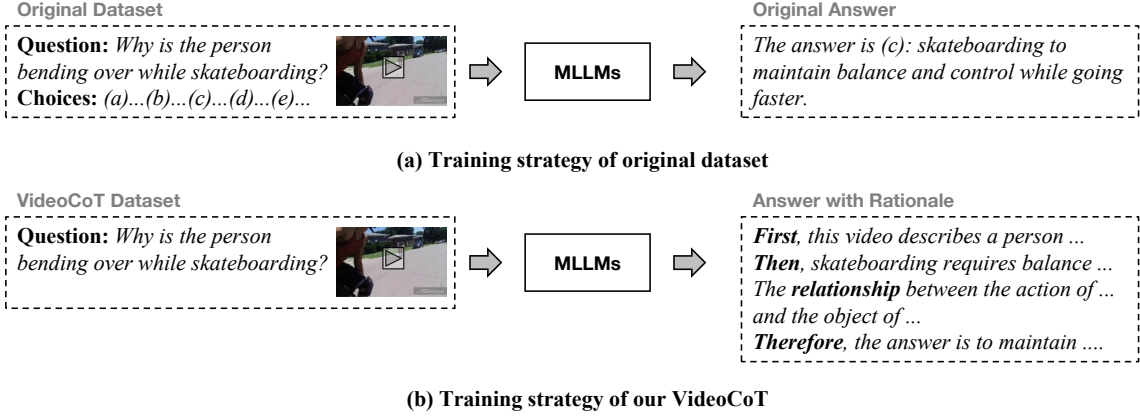 Original Dataset
Question: Why is the person
bending over while skateboarding?
Choices: (a)...(b)...(c)...(d)...(e)...
MLLMs
Original Answer
The answer is (c): skateboarding to
maintain balance and control while going
faster.
(a) Training strategy of original dataset
VideoCoT Dataset
Question: Why is the person
bending over while skateboarding?
MLLMs
Answer with Rationale
First, this video describes a person ...
Then, skateboarding requires balance ...
The relationship between the action of ...
and the object of ...
Therefore, the answer is to maintain ....
(b) Training strategy of our VideoCoT